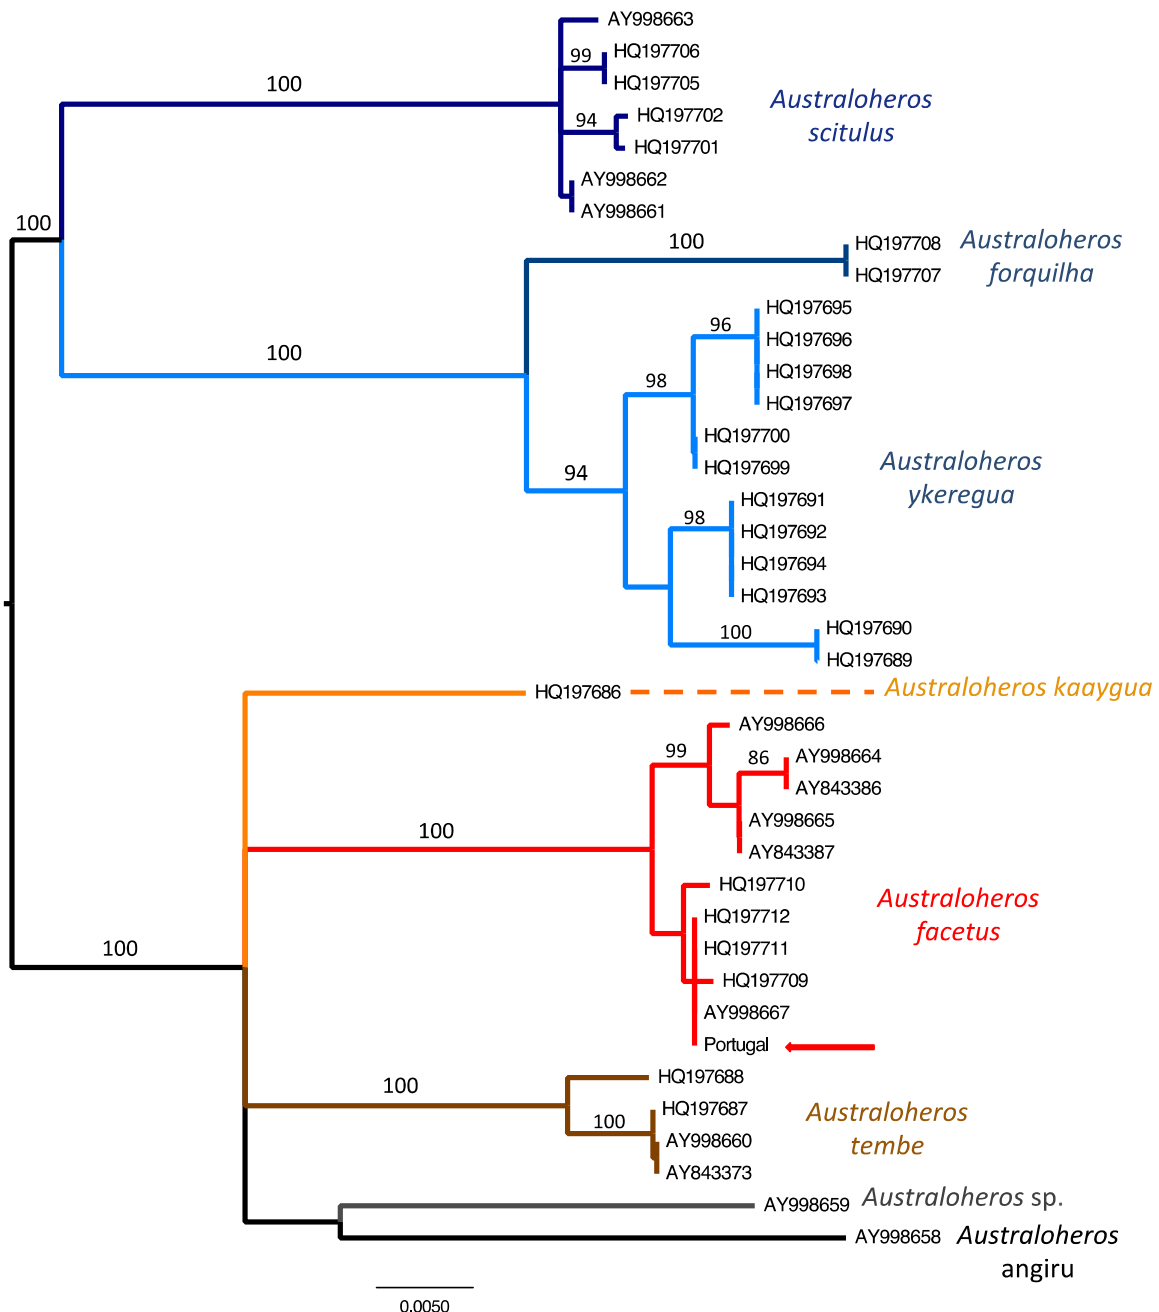 AY998663
99
HQ197706
HQ197705
100
Australoheros
scitulus
94
HQ197702
HQ197701
AY998662
AY998661
100
100
HQ197708
HQ197707
Australoheros
forquilha
HQ197695
96
HQ197696
100
HQ197698
98
HQ197697
HQ197700
HQ197699
94
Australoheros
ykeregua
HQ197691
98
HQ197692
HQ197694
HQ197693
HQ197690
100
HQ197689
HQ197686
Australoheros kaaygua
AY998666
99
86
AY998664
AY843386
100
AY998665
AY843387
HQ197710
Australoheros
facetus
HQ197712
HQ197711
100
HQ197709
AY998667
Portugal
HQ197688
100
HQ197687
100
AY998660
AY843373
Australoheros
tembe
AY998659
Australoheros sp.
AY998658
Australoheros
angiru
0.0050